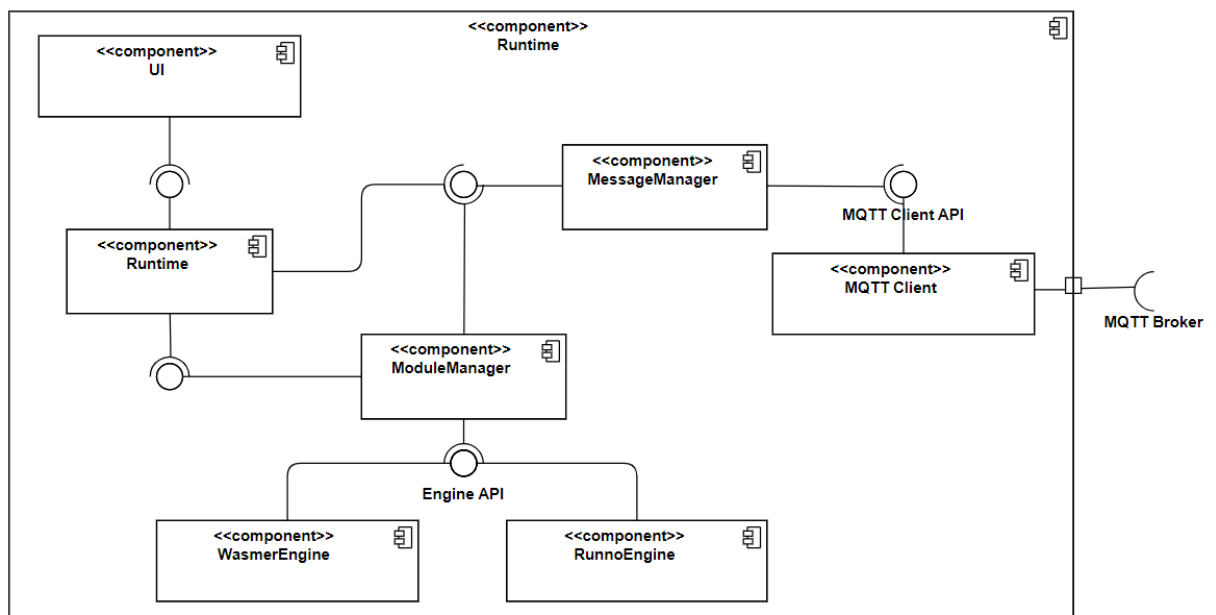 <<component>>
Runtime
<<component>>
UI
<<component>>
MessageManager
MQTT Client API
<<component>>
Runtime
<<component>>
MQTT Client
MQTT Broker
<<component>>
ModuleManager
Engine API
<<component>>
WasmerEngine
<<component>>
RunnoEngine